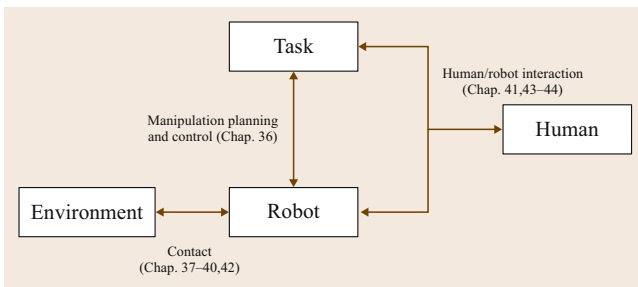 Task
Human/robot interaction
(Chap. 41,43–44)
Manipulation planning
and control (Chap. 36)
Human
Environment
Robot
Contact
(Chap. 37–40,42)